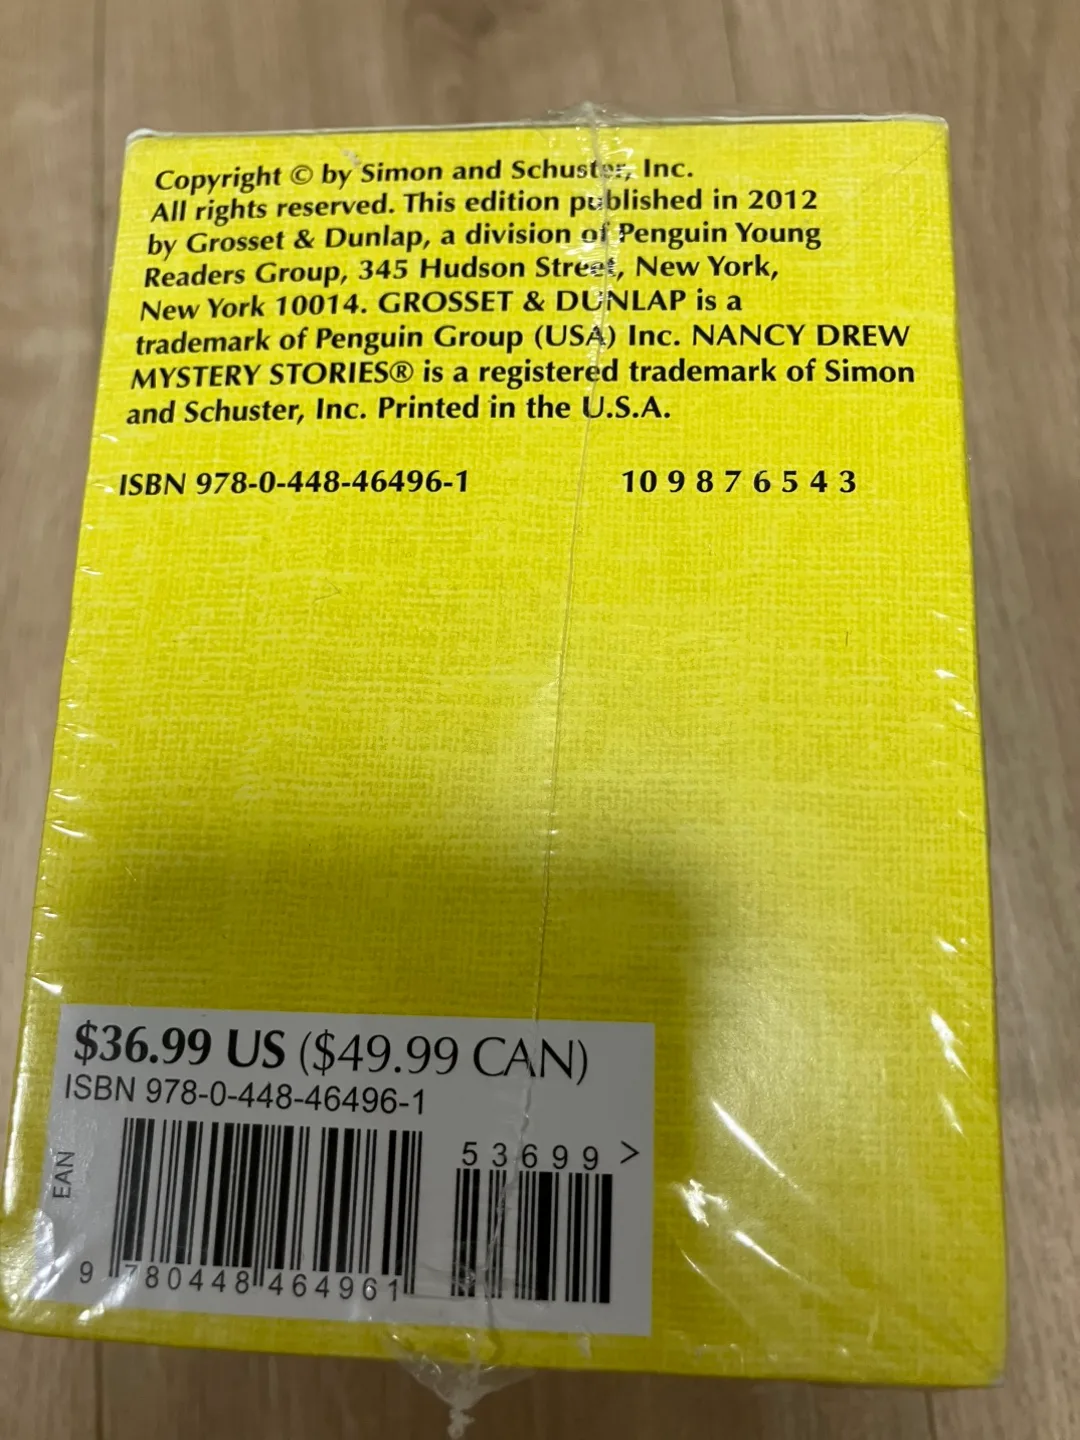 Copyright © by Simon and Schuster, Inc.
All rights reserved. This edition published in 2012
by Grosset & Dunlap, a division of Penguin Young
Readers Group, 345 Hudson Street, New York,
New York 10014. GROSSET & DUNLAP is a
trademark of Penguin Group (USA) Inc. NANCY DREW
MYSTERY STORIES® is a registered trademark of Simon
and Schuster, Inc. Printed in the U.S.A.
ISBN 978-0-448-46496-1 10 9 8 7 6 5 4 3
$36.99 US ($49.99 CAN)
ISBN 978-0-448-46496-1
53699>
EAN
9 780448 464961